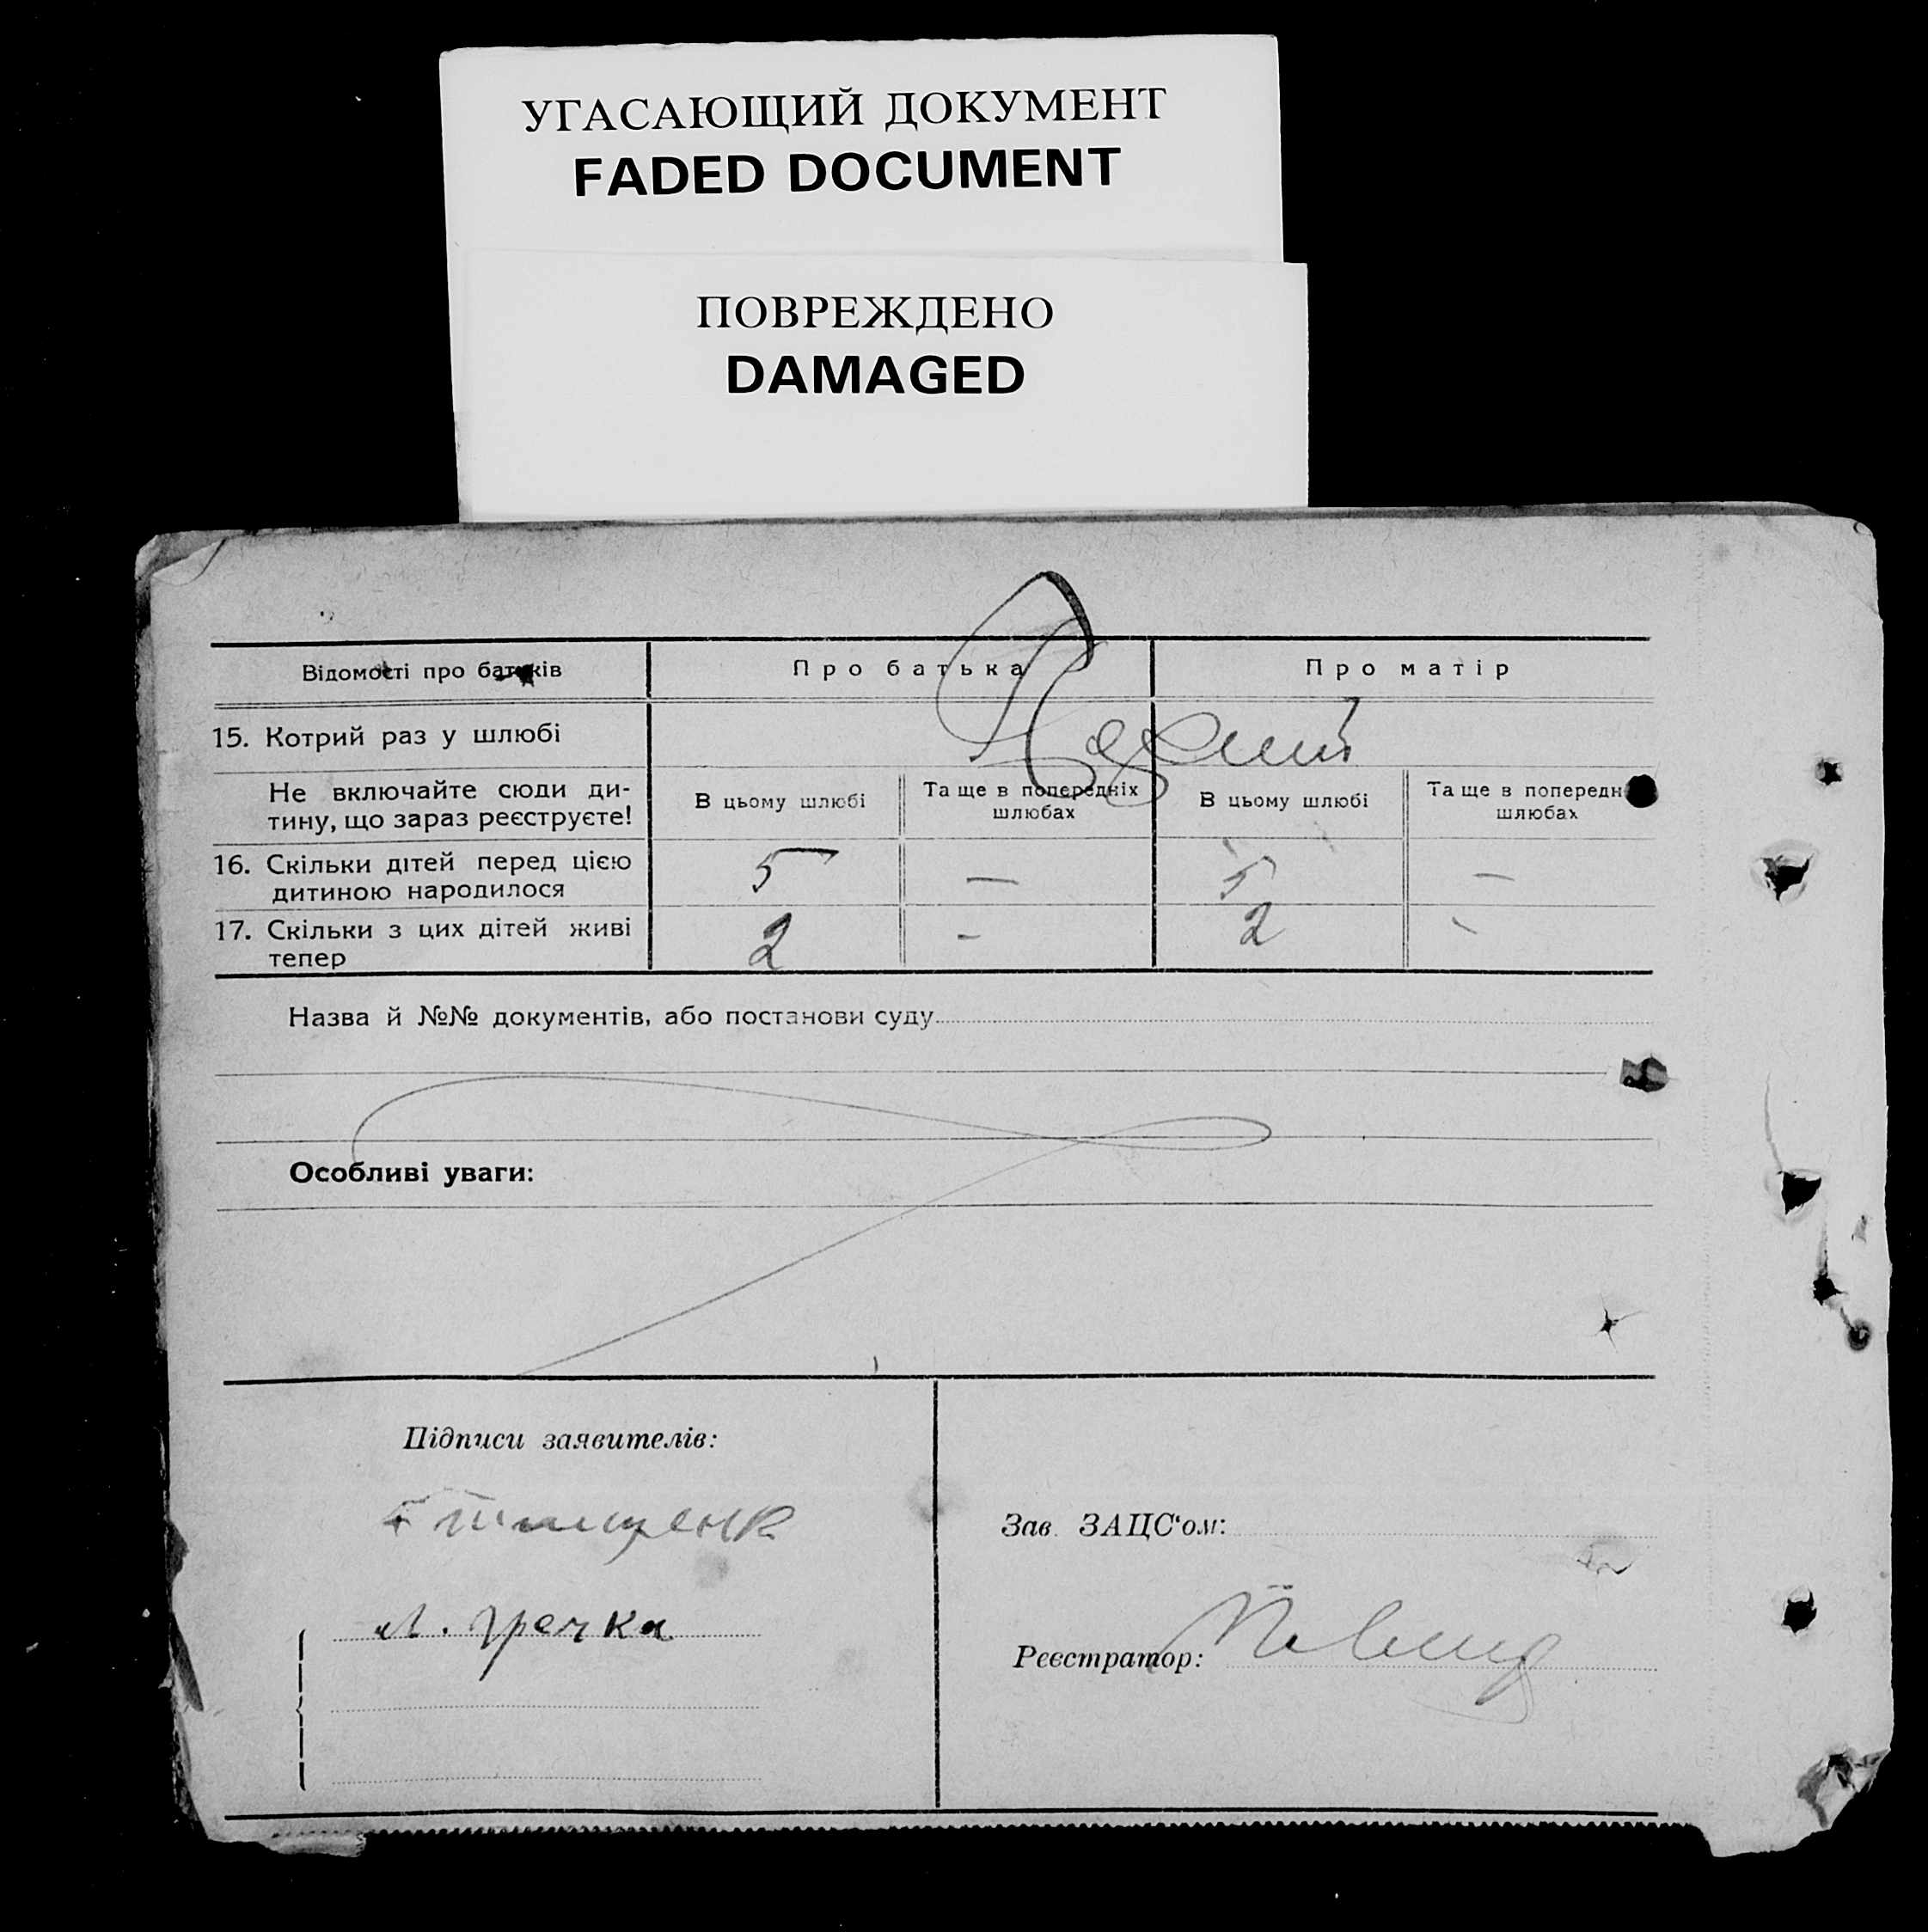 УГАСАЮЩИЙ ДОКУМЕНТ
FADED DOCUMENT
ПОВРЕЖДЕНО
DAMAGED
Відомості про батьків
Про батька
Про матір
15. Котрий раз у шлюбі
Не включайте сюди ди-
тину, що зараз реєструєте!
В цьому шлюбі
Та ще в попередніх
шлюбах
В цьому шлюбі
Та ще в попередн
шлюбах
16. Скільки дітей перед цією
дитиною народилося
5 — 5 —
17. Скільки з цих дітей живі
тепер
2 - 2 -
Назва й №№ документів, або постанови суду
Особливі уваги:
Підписи заявителів:
Зав. ЗАЦС'ом:
Гречка
Реєстратор: